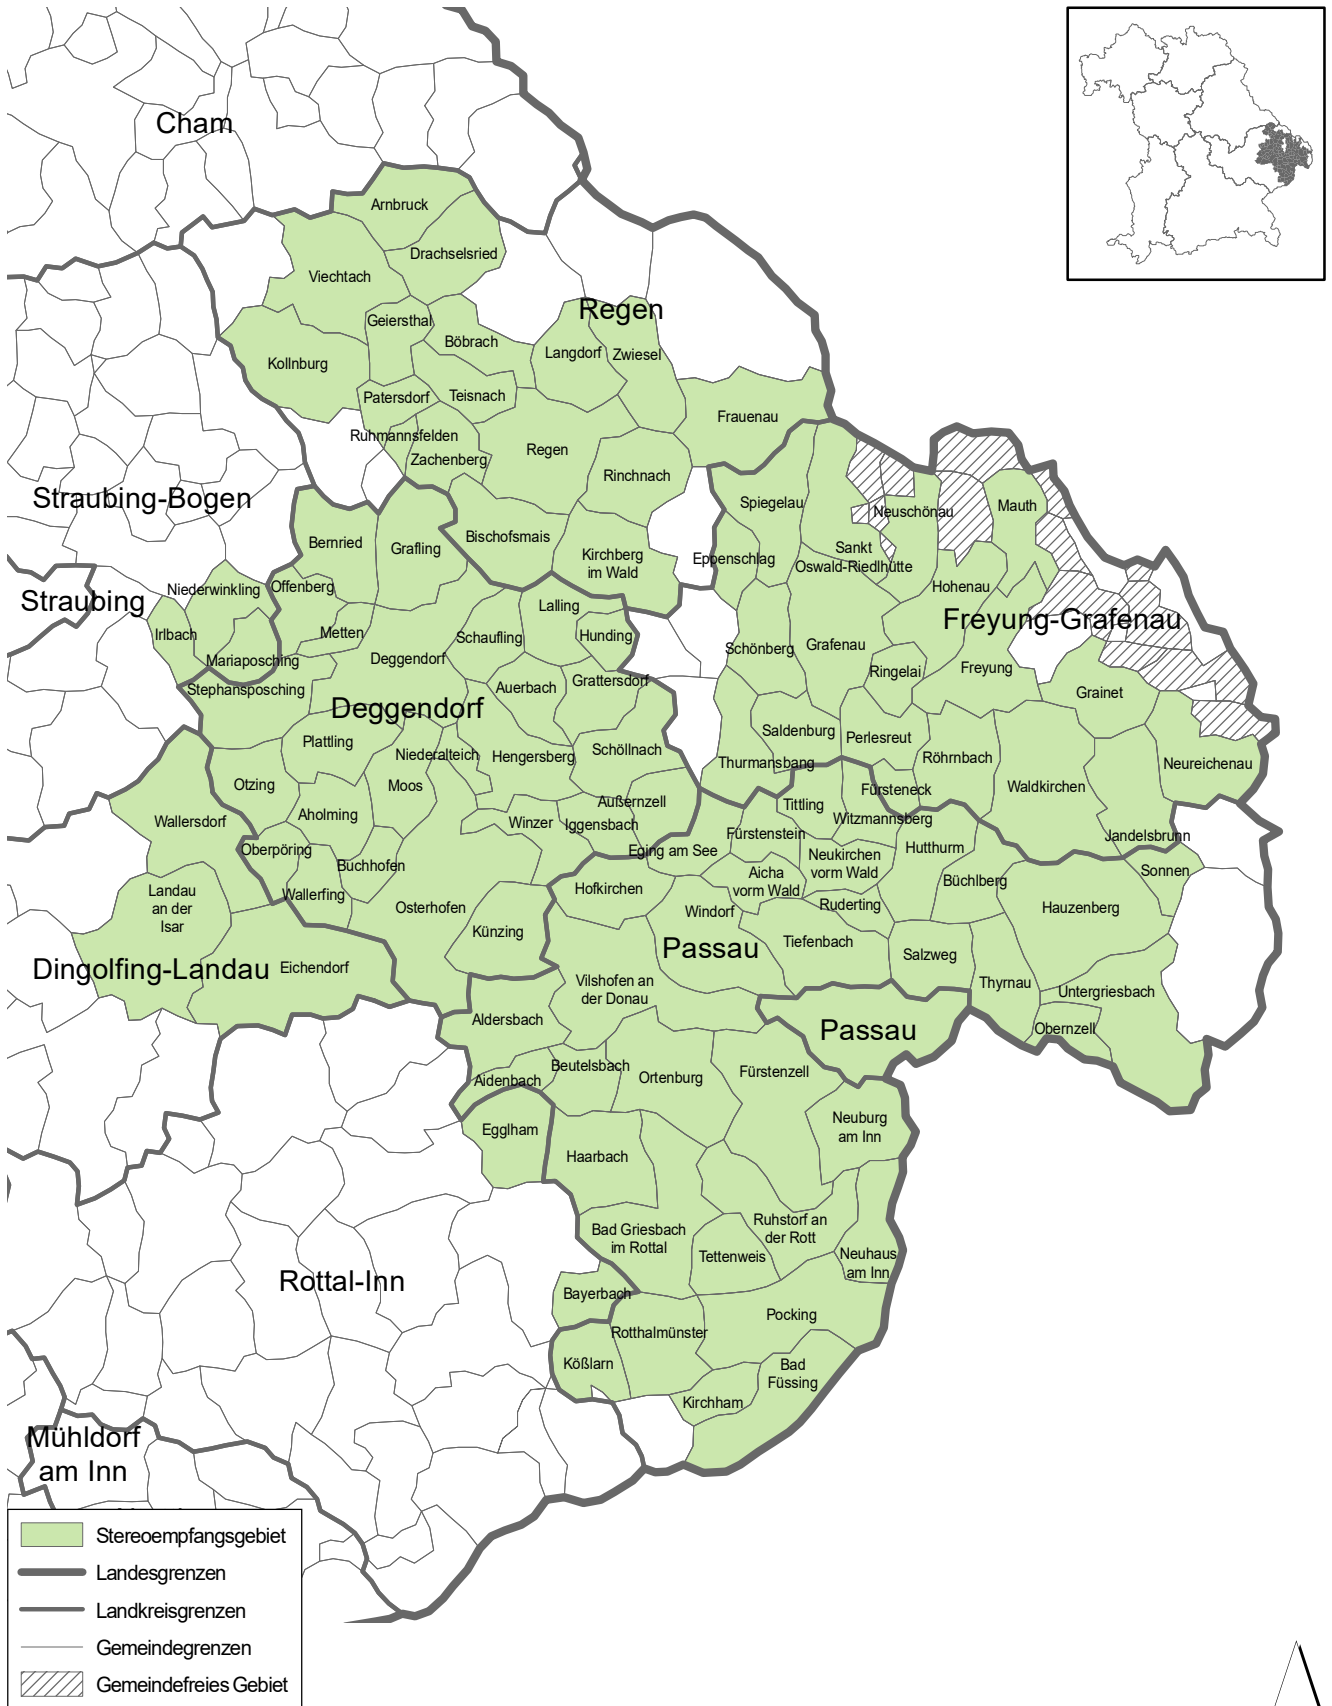 Cham
Arnbruck
Drachselsried
Viechtach
Regen
Geiersthal
Böbrach
Langdorf
Zwiesel
Kollnburg
Patersdorf
Teisnach
Frauenau
Ruhmannsfelden
Zachenberg
Regen
Rinchnach
Straubing-Bogen
Spiegelau
Mauth
Neuschönau
Bernried
Grafling
Bischofsmais
Kirchberg
im Wald
Eppenschlag
Sankt
Oswald-Riedlhütte
Hohenau
Niederwinkling
Offenberg
Straubing
Lalling
Freyung-Grafenau
Irlbach
Metten
Schaufling
Hunding
Mariaposching
Deggendorf
Schönberg
Grafenau
Ringelai
Freyung
Stephansposching
Auerbach
Grattersdorf
Grainet
Deggendorf
Plattling
Niederalteich
Hengersberg
Schöllnach
Saldenburg
Perlesreut
Röhrnbach
Thurmansbang
Neureichenau
Otzing
Moos
Fürsteneck
Waldkirchen
Wallersdorf
Aholming
Außernzell
Tittling
Witzmannsberg
Winzer
Iggensbach
Fürstenstein
Jandelsbrunn
Oberpöring
Buchhofen
Eging am See
Neukirchen
vorm Wald
Hutthurm
Sonnen
Landau
an der
Isar
Wallerfing
Hofkirchen
Aicha
vorm Wald
Büchlberg
Osterhofen
Windorf
Ruderting
Hauzenberg
Künzing
Passau
Tiefenbach
Salzweg
Dingolfing-Landau
Eichendorf
Vilshofen an
der Donau
Thyrnau
Untergriesbach
Aldersbach
Passau
Obernzell
Aidenbach
Beutelsbach
Ortenburg
Fürstenzell
Egglham
Neuburg
am Inn
Haarbach
Bad Griesbach
im Rottal
Ruhstorf an
der Rott
Tettenweis
Neuhaus
am Inn
Rottal-Inn
Bayerbach
Pocking
Rotthalmünster
Kößlarn
Bad
Füssing
Kirchham
Mühldorf
am Inn
Stereoempfangsgebiet
Landesgrenzen
Landkreisgrenzen
Gemeindegrenzen
Gemeindefreies Gebiet